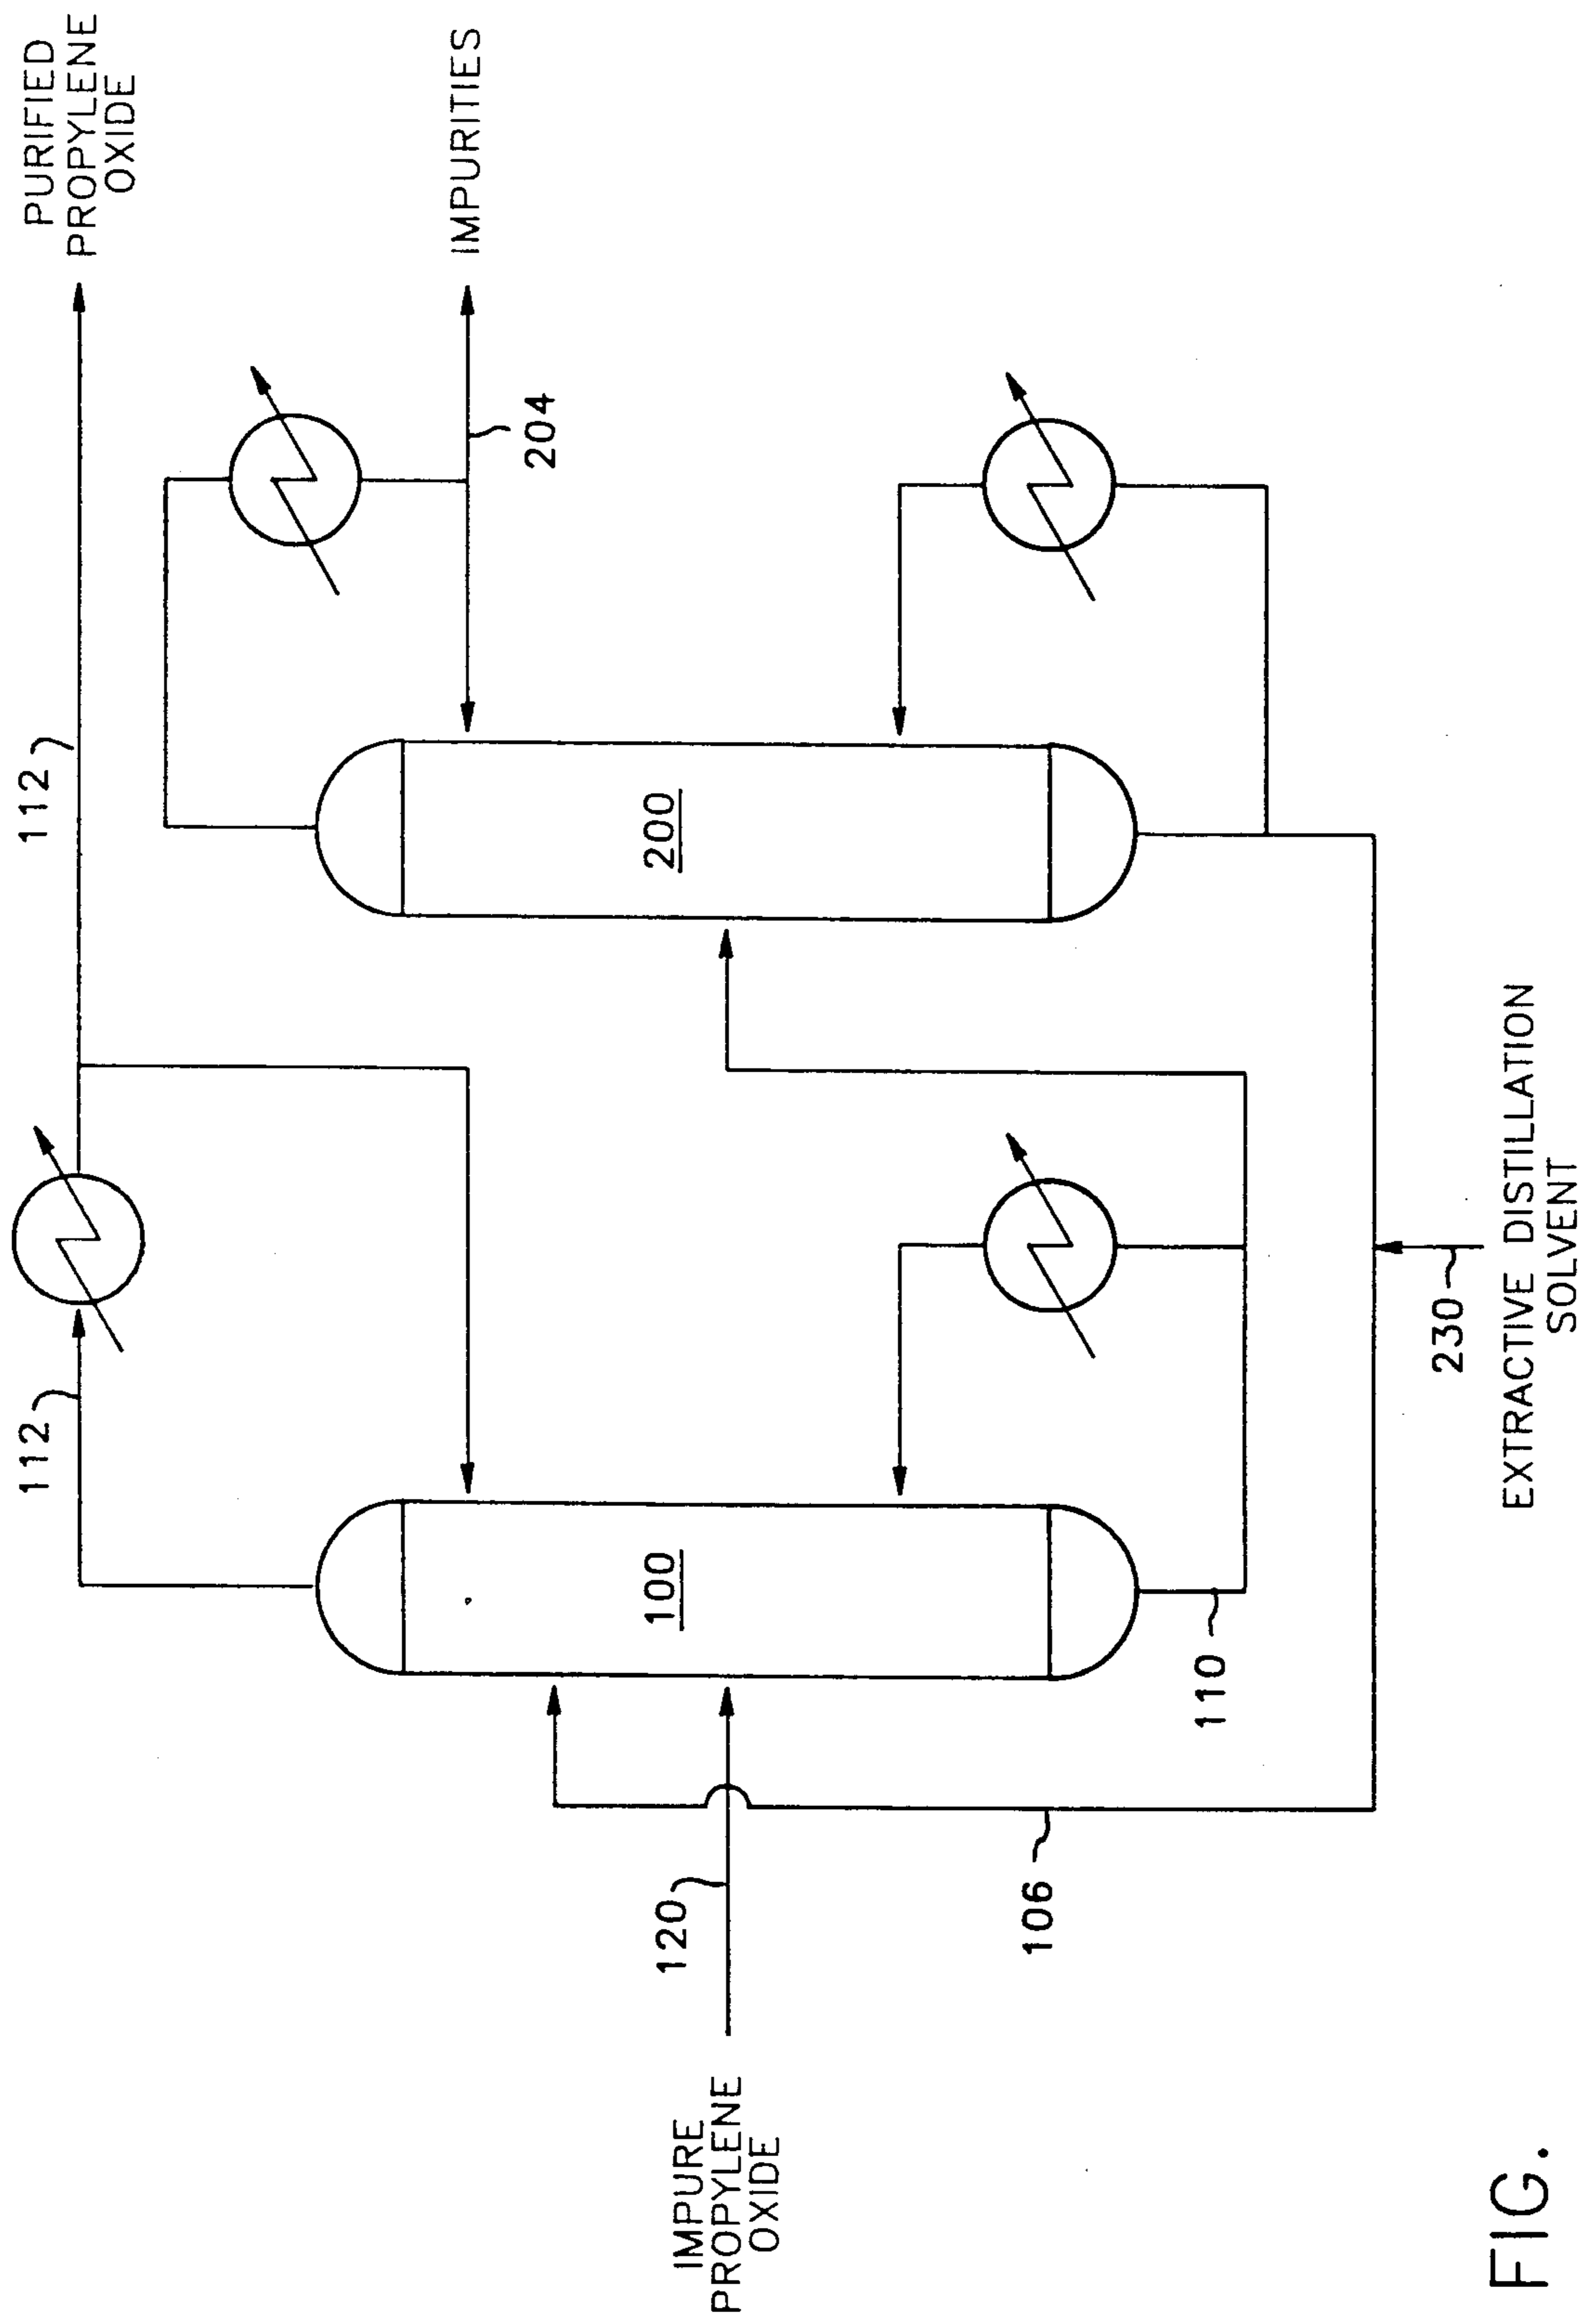 112
112
PURIFIED
PROPYLENE
OXIDE
IMPURITIES
204
100
200
120
IMPURE
PROPYLENE
OXIDE
106
110
230
EXTRACTIVE DISTILLATION
SOLVENT
FIG.